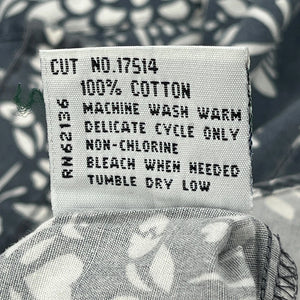 CUT NO.17514
100% COTTON
MACHINE WASH WARM
DELICATE CYCLE ONLY
NON-CHLORINE
BLEACH WHEN NEEDED
TUMBLE DRY LOW
RN62136